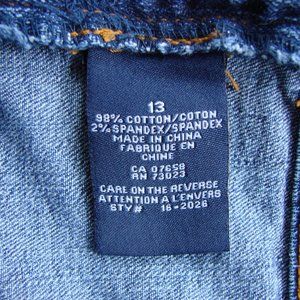 13
98% COTTON/COTON
2% SPANDEX/SPANDEX
MADE IN CHINA
FABRIQUE EN
CHINE
CA 07658
RN 73023
CARE ON THE REVERSE
ATTENTION A L'ENVERS
STY# 16-2026